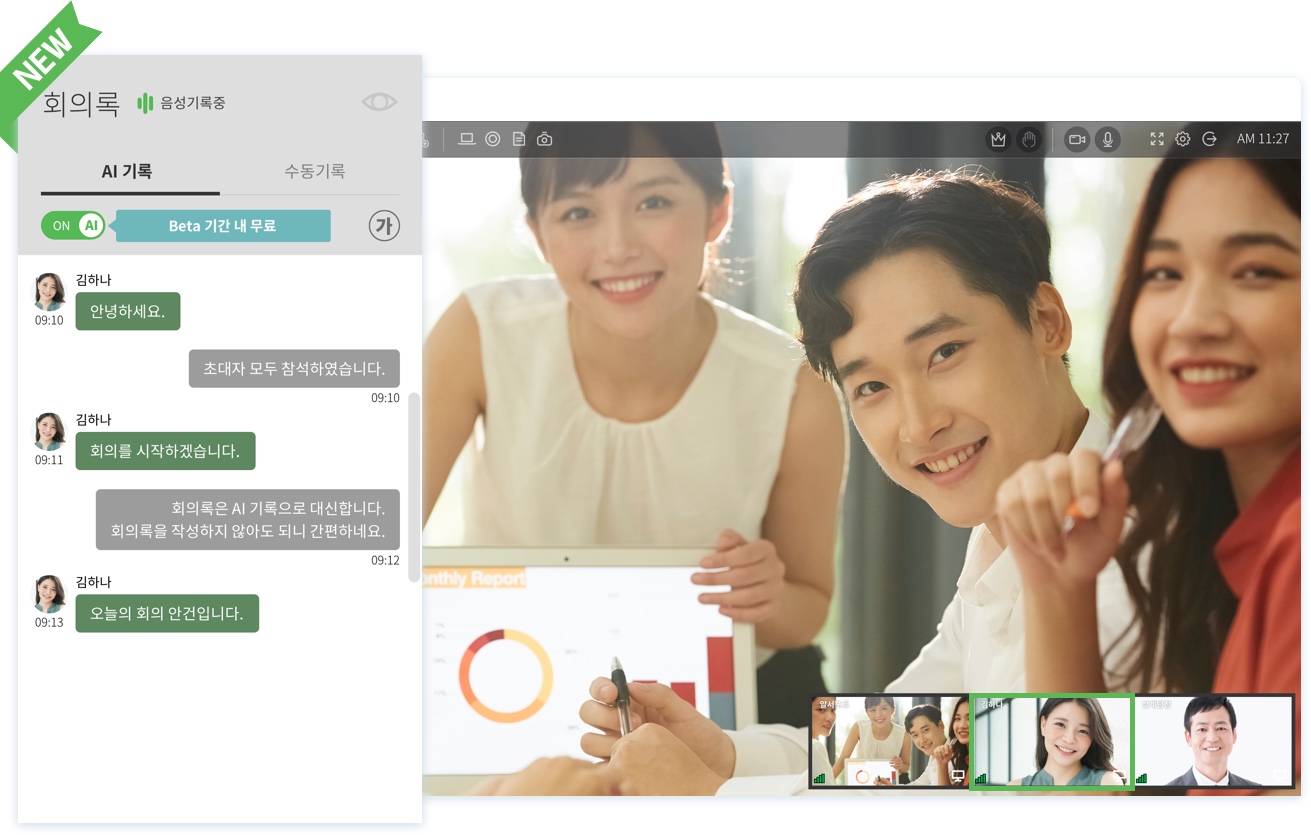 NEW
회의록
음성기록중
AI 기록
수동기록
ON AI
Beta 기간 내 무료
가
김하나
안녕하세요.
09:10
초대자 모두 참석하였습니다.
09:10
김하나
회의를 시작하겠습니다.
09:11
회의록은 AI 기록으로 대신합니다.
회의록을 작성하지 않아도 되니 간편하네요.
09:12
김하나
오늘의 회의 안건입니다.
09:13
AM 11:27
onthly Report
김하나